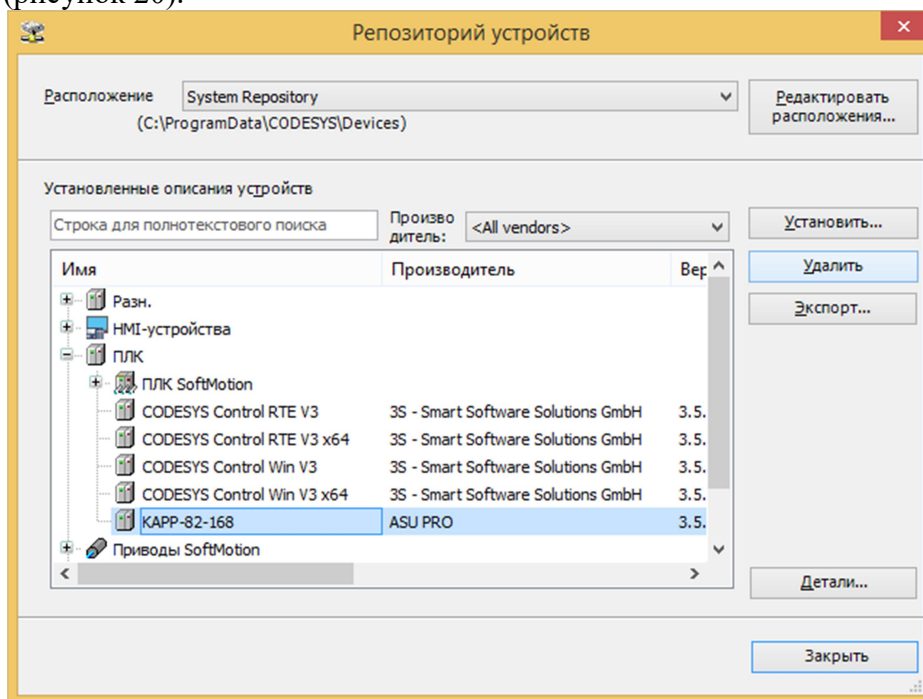 (рисунок 20).
Репозиторий устройств
Расположение System Repository Редактировать расположения...
(C:\ProgramData\CODESYS\Devices)
Установленные описания устройств
Строка для полнотекстового поиска Произво дитель: <All vendors> Установить...
Имя Производитель Вер Удалить
Разн.
HMI-устройства Экспорт...
ПЛК
ПЛК SoftMotion
CODESYS Control RTE V3 3S - Smart Software Solutions GmbH 3.5.
CODESYS Control RTE V3 x64 3S - Smart Software Solutions GmbH 3.5.
CODESYS Control Win V3 3S - Smart Software Solutions GmbH 3.5.
CODESYS Control Win V3 x64 3S - Smart Software Solutions GmbH 3.5.
KAPP-82-168 ASU PRO 3.5.
Приводы SoftMotion
Детали...
Закрыть